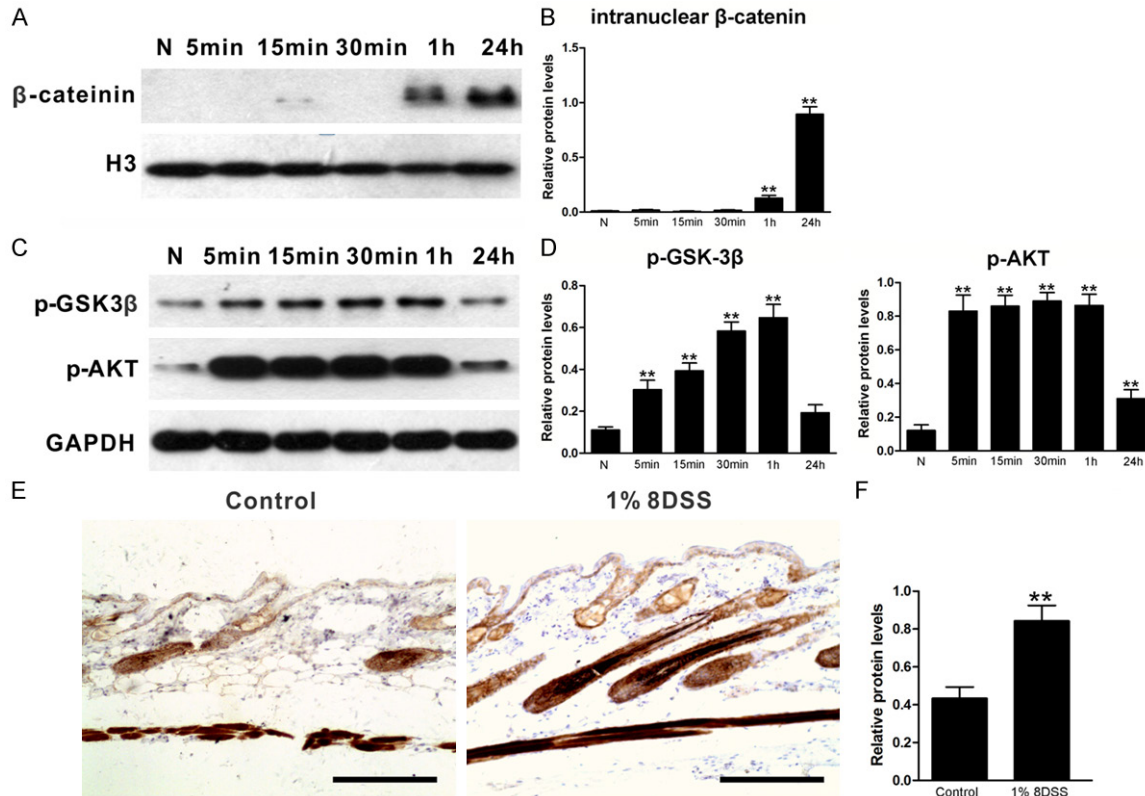 A
N 5min 15min 30min 1h 24h
β-cateinin
H3
B
intranuclear β-catenin
Relative protein levels
1.5
1.0
0.5
0.0
**
**
N 5min 15min 30min 1h 24h
C
N 5min 15min 30min 1h 24h
p-GSK3β
p-AKT
GAPDH
D
p-GSK-3β
Relative protein levels
0.8
0.6
0.4
0.2
0.0
**
**
**
**
N 5min 15min 30min 1h 24h
p-AKT
Relative protein levels
1.2
1.0
0.8
0.6
0.4
0.2
0.0
**
**
**
**
**
N 5min 15min 30min 1h 24h
E
Control
1% 8DSS
F
Relative protein levels
1.0
0.8
0.6
0.4
0.2
0.0
**
Control 1% 8DSS